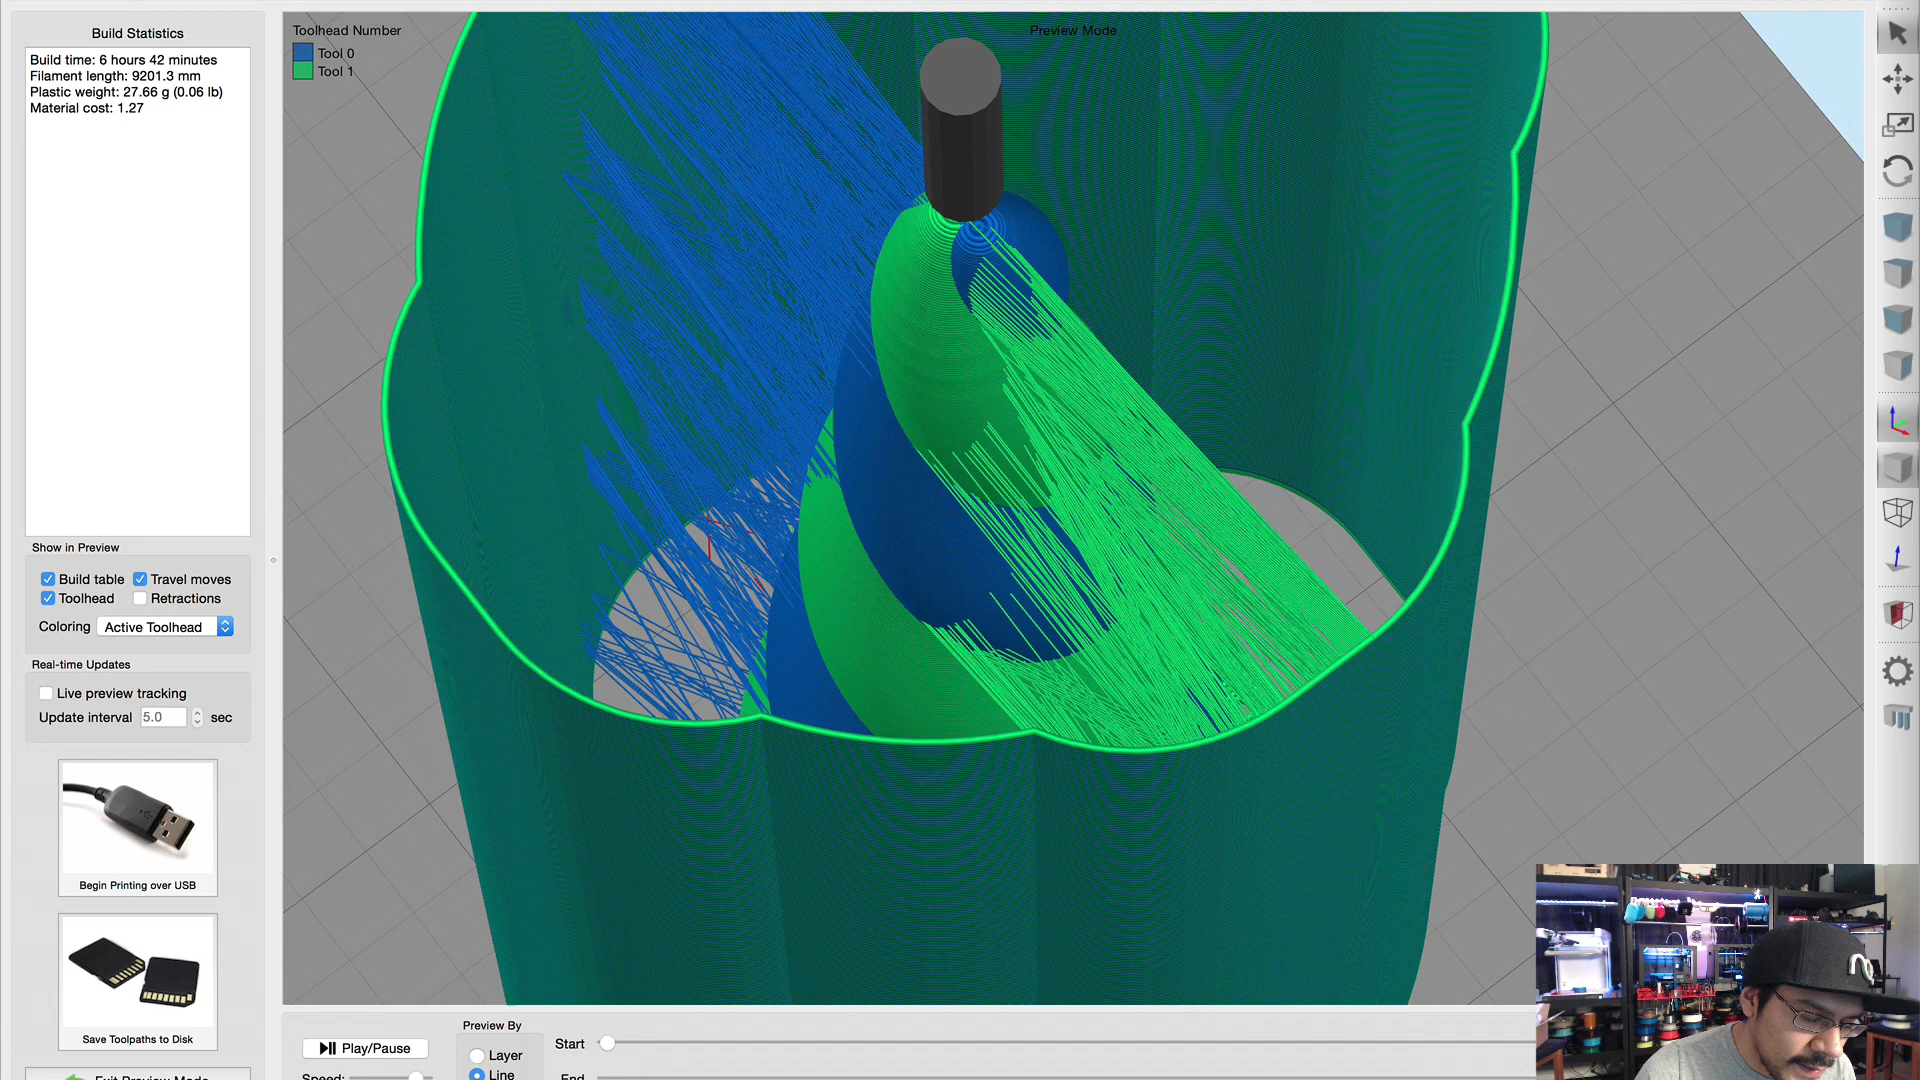 Build Statistics
Build time: 6 hours 42 minutes
Filament length: 9201.3 mm
Plastic weight: 27.66 g (0.06 lb)
Material cost: 1.27
Show in Preview
Build table
Travel moves
Toolhead
Retractions
Coloring
Active Toolhead
Real-time Updates
Live preview tracking
Update interval
5.0
sec
Begin Printing over USB
Save Toolpaths to Disk
Exit Preview Mode
Toolhead Number
Tool 0
Tool 1
Preview Mode
Play/Pause
Speed:
Preview By
Layer
Line
Start
End